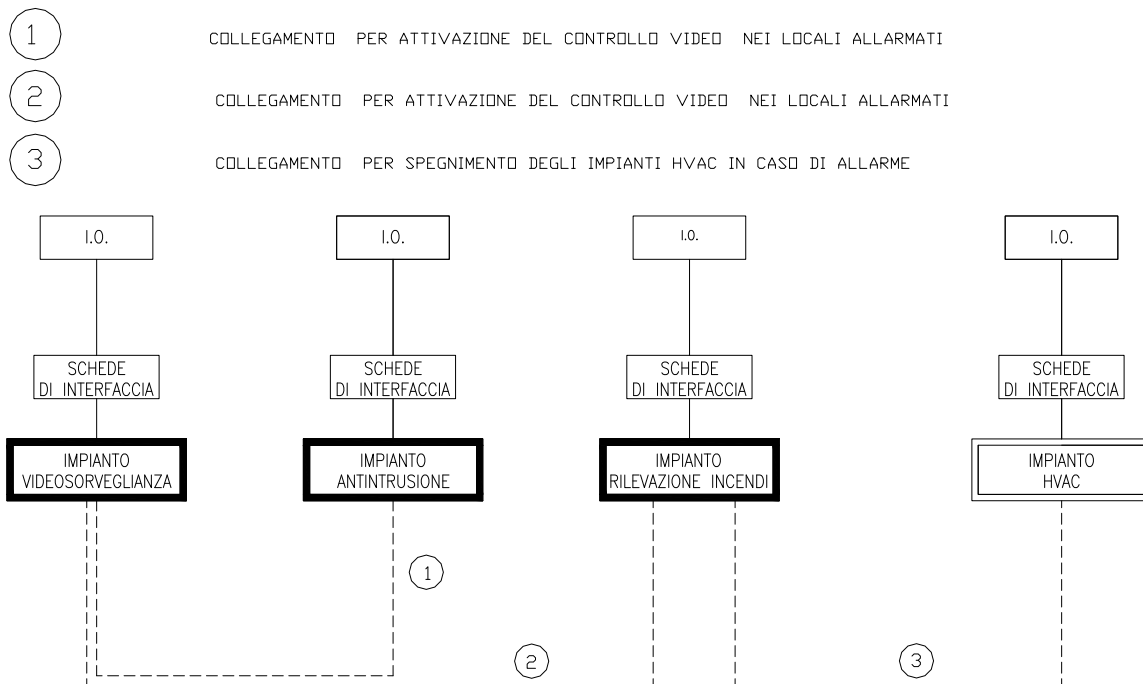 1 COLLEGAMENTO PER ATTIVAZIONE DEL CONTROLLO VIDEO NEI LOCALI ALLARMATI
2 COLLEGAMENTO PER ATTIVAZIONE DEL CONTROLLO VIDEO NEI LOCALI ALLARMATI
3 COLLEGAMENTO PER SPEGNIMENTO DEGLI IMPIANTI HVAC IN CASO DI ALLARME
I.O.
I.O.
I.O.
I.O.
SCHEDE
DI INTERFACCIA
SCHEDE
DI INTERFACCIA
SCHEDE
DI INTERFACCIA
SCHEDE
DI INTERFACCIA
IMPIANTO
VIDEOSORVEGLIANZA
IMPIANTO
ANTINTRUSIONE
IMPIANTO
RILEVAZIONE INCENDI
IMPIANTO
HVAC
1
2
3